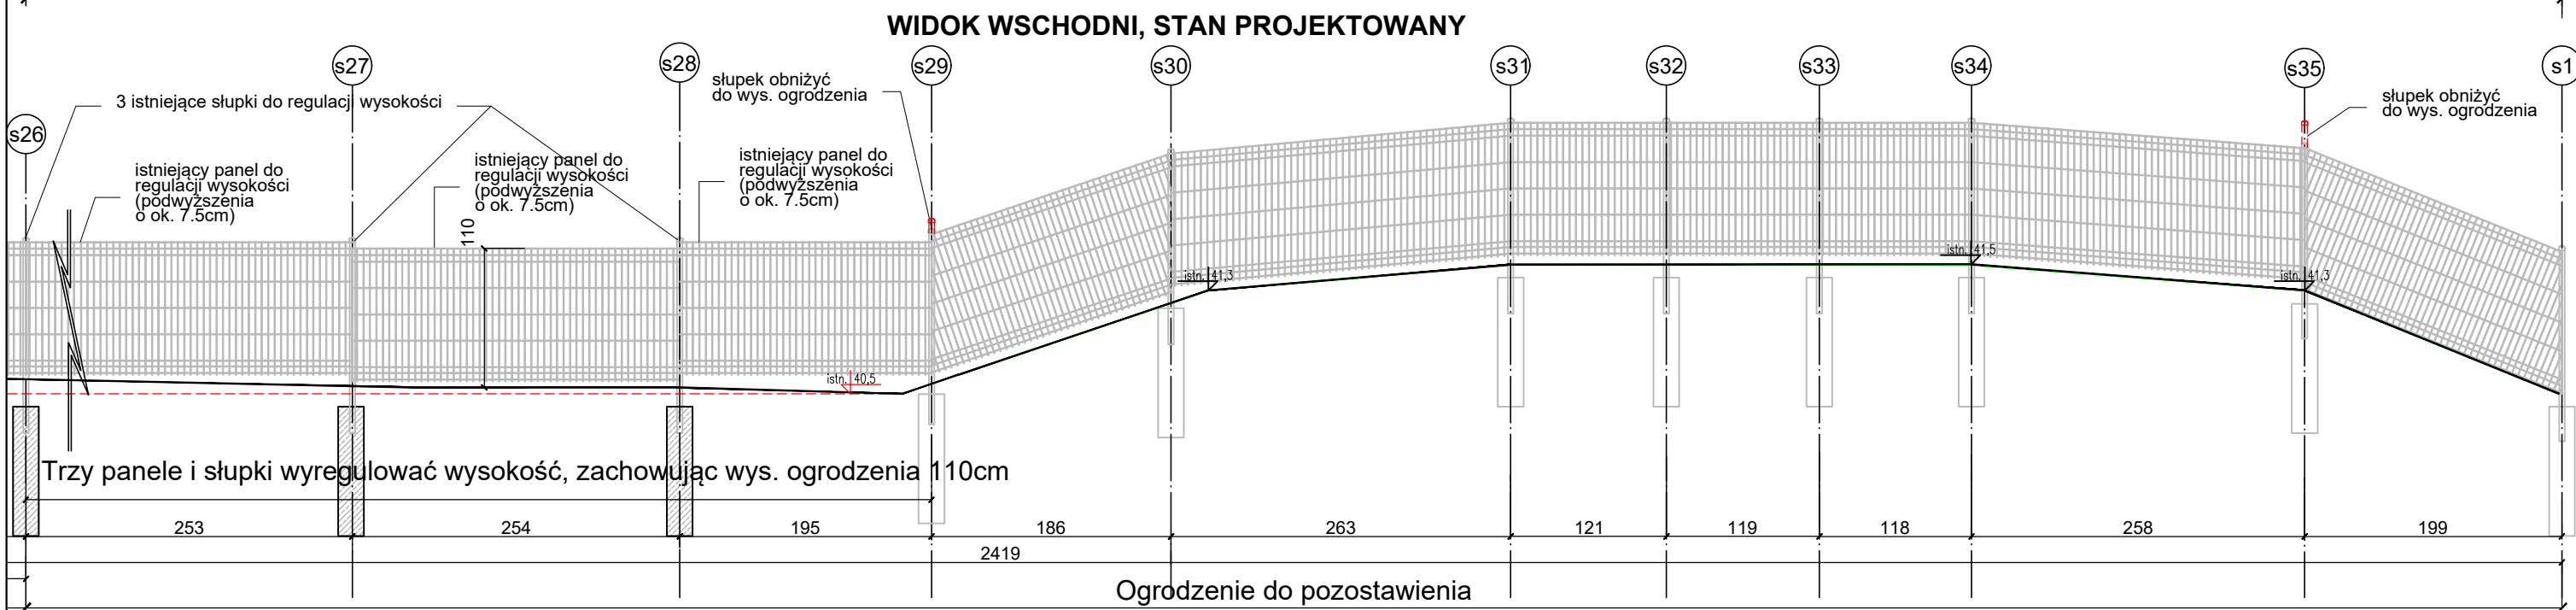 WIDOK WSCHODNI, STAN PROJEKTOWANY
s26
s27
s28
s29
s30
s31
s32
s33
s34
s35
s1
3 istniejące słupki do regulacji wysokości
słupek obniżyć
do wys. ogrodzenia
słupek obniżyć
do wys. ogrodzenia
istniejący panel do
regulacji wysokości
(podwyższenia
o ok. 7.5cm)
istniejący panel do
regulacji wysokości
(podwyższenia
o ok. 7.5cm)
istniejący panel do
regulacji wysokości
(podwyższenia
o ok. 7.5cm)
110
istn. 40,5
istn. 41,3
istn. 41,5
istn. 41,3
Trzy panele i słupki wyregulować wysokość, zachowując wys. ogrodzenia 110cm
253
254
195
186
263
121
119
118
258
199
2419
Ogrodzenie do pozostawienia